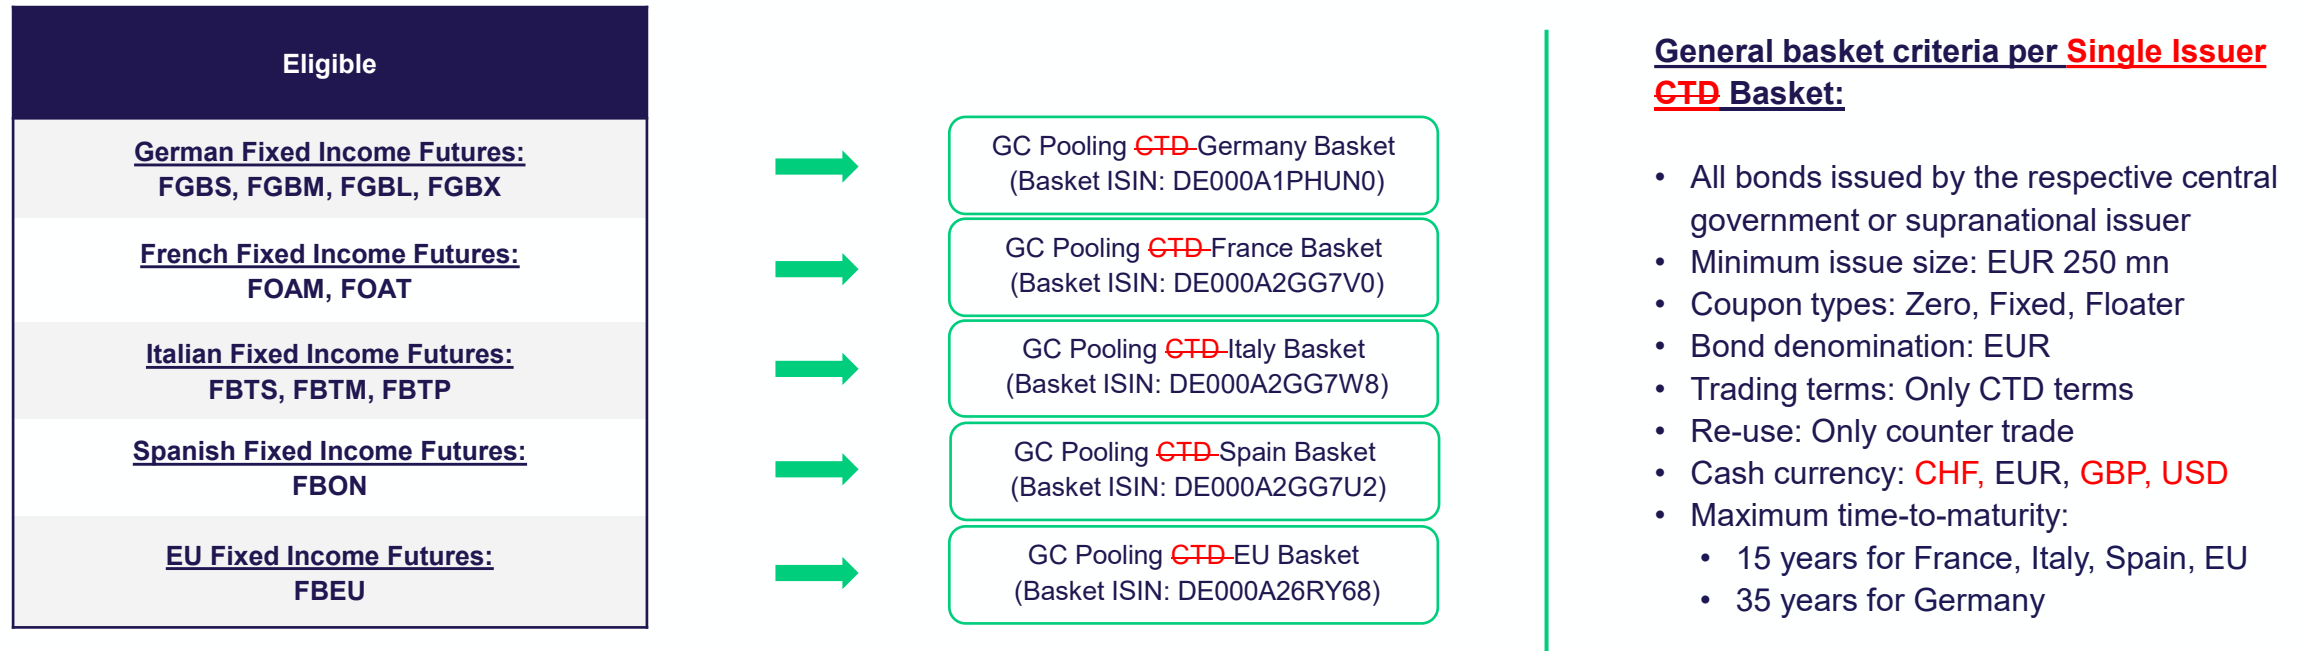 Eligible
German Fixed Income Futures:
FGBS, FGBM, FGBL, FGBX
French Fixed Income Futures:
FOAM, FOAT
Italian Fixed Income Futures:
FBTS, FBTM, FBTP
Spanish Fixed Income Futures:
FBON
EU Fixed Income Futures:
FBEU
GC Pooling CTD Germany Basket
(Basket ISIN: DE000A1PHUN0)
GC Pooling CTD France Basket
(Basket ISIN: DE000A2GG7V0)
GC Pooling CTD Italy Basket
(Basket ISIN: DE000A2GG7W8)
GC Pooling CTD Spain Basket
(Basket ISIN: DE000A2GG7U2)
GC Pooling CTD EU Basket
(Basket ISIN: DE000A26RY68)
General basket criteria per Single Issuer
CTD Basket:
• All bonds issued by the respective central
government or supranational issuer
• Minimum issue size: EUR 250 mn
• Coupon types: Zero, Fixed, Floater
• Bond denomination: EUR
• Trading terms: Only CTD terms
• Re-use: Only counter trade
• Cash currency: CHF, EUR, GBP, USD
• Maximum time-to-maturity:
• 15 years for France, Italy, Spain, EU
• 35 years for Germany